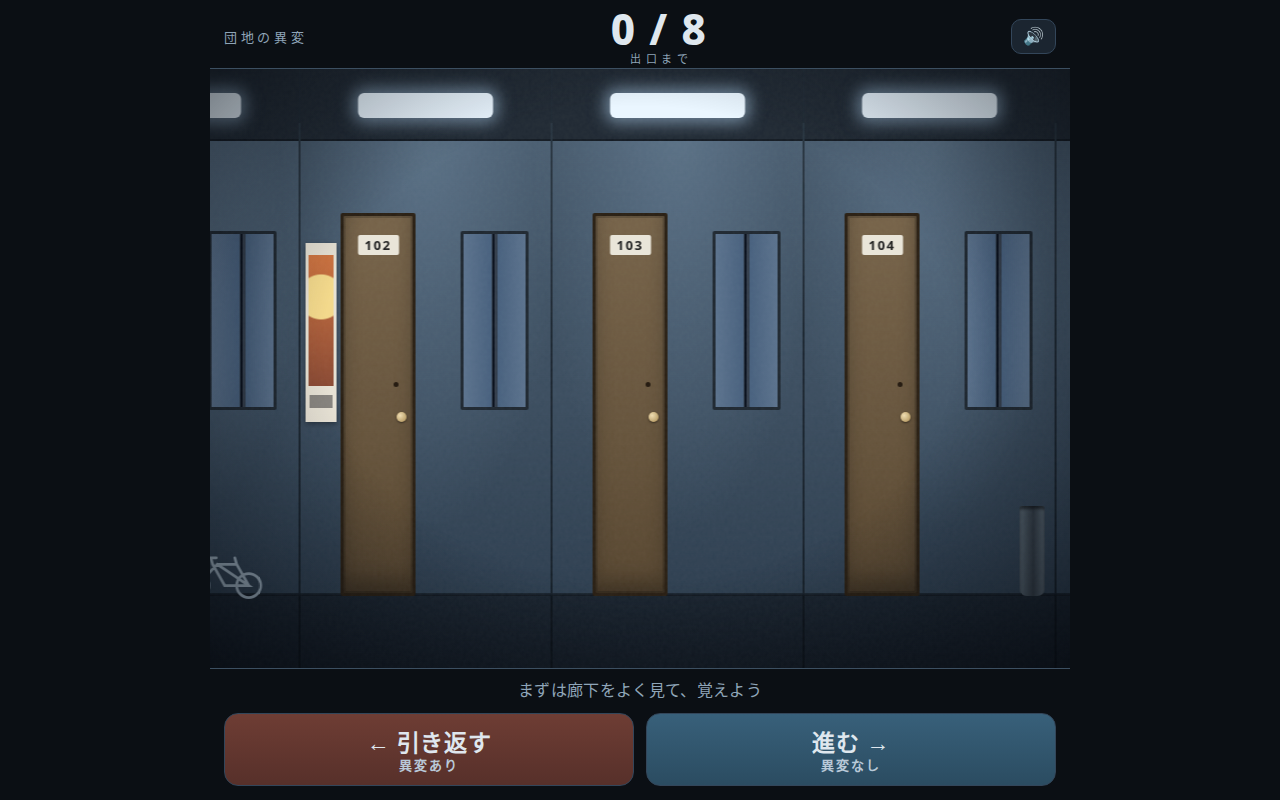 団地の異変
0 / 8
出口まで
102
103
104
まずは廊下をよく見て、覚えよう
← 引き返す
異変あり
進む →
異変なし